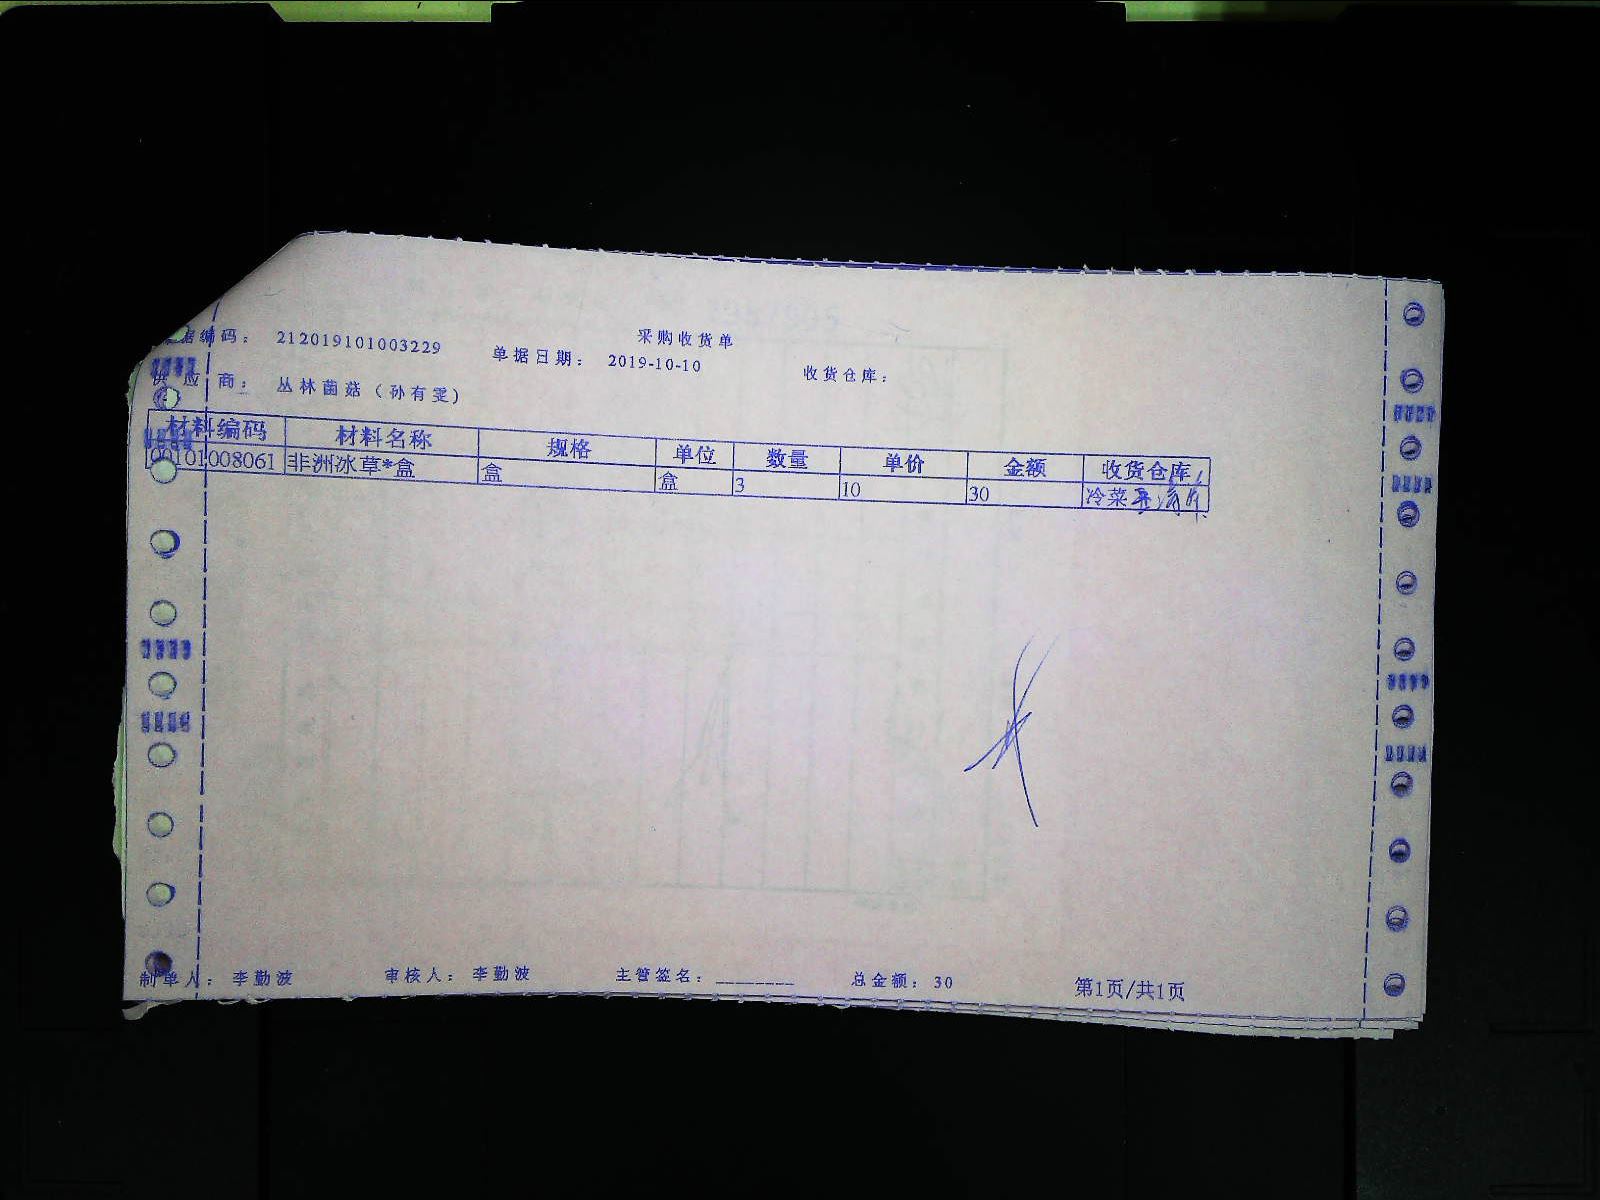 采购收货单
据编码： 212019101003229 单据日期： 2019-10-10 收货仓库：
供应商： 丛林菌菇（孙有雯）
材料编码 材料名称 规格 单位 数量 单价 金额 收货仓库
00101008061 非洲冰草*盒 盒 盒 3 10 30 冷菜
制单人： 李勤波 审核人： 李勤波 主管签名：________ 总金额：30 第1页/共1页